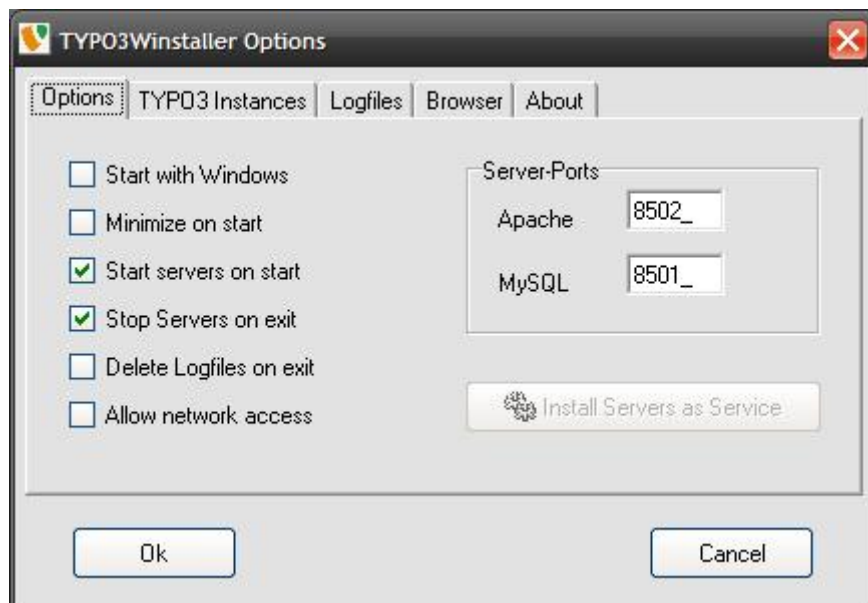 TYPO3Winstaller Options
Options TYPO3 Instances Logfiles Browser About
Start with Windows
Minimize on start
Start servers on start
Stop Servers on exit
Delete Logfiles on exit
Allow network access
Server-Ports
Apache 8502_
MySQL 8501_
Install Servers as Service
Ok Cancel